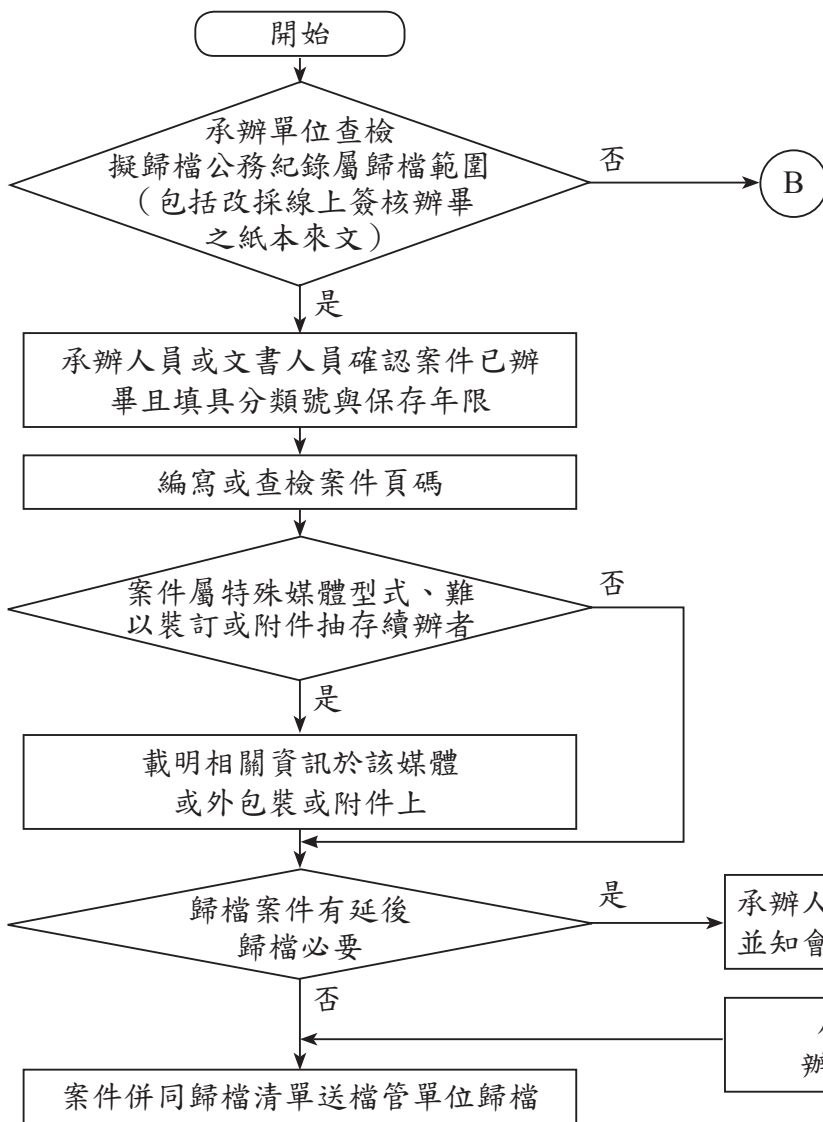 開始
承辦單位查檢
擬歸檔公務紀錄屬歸檔範圍
（包括改採線上簽核辦畢
之紙本來文）
否
B
是
承辦人員或文書人員確認案件已辦
畢且填具分類號與保存年限
編寫或查檢案件頁碼
案件屬特殊媒體型式、難
以裝訂或附件抽存續辦者
否
是
載明相關資訊於該媒體
或外包裝或附件上
歸檔案件有延後
歸檔必要
是
承辦人
並知會
否
辦
案件併同歸檔清單送檔管單位歸檔